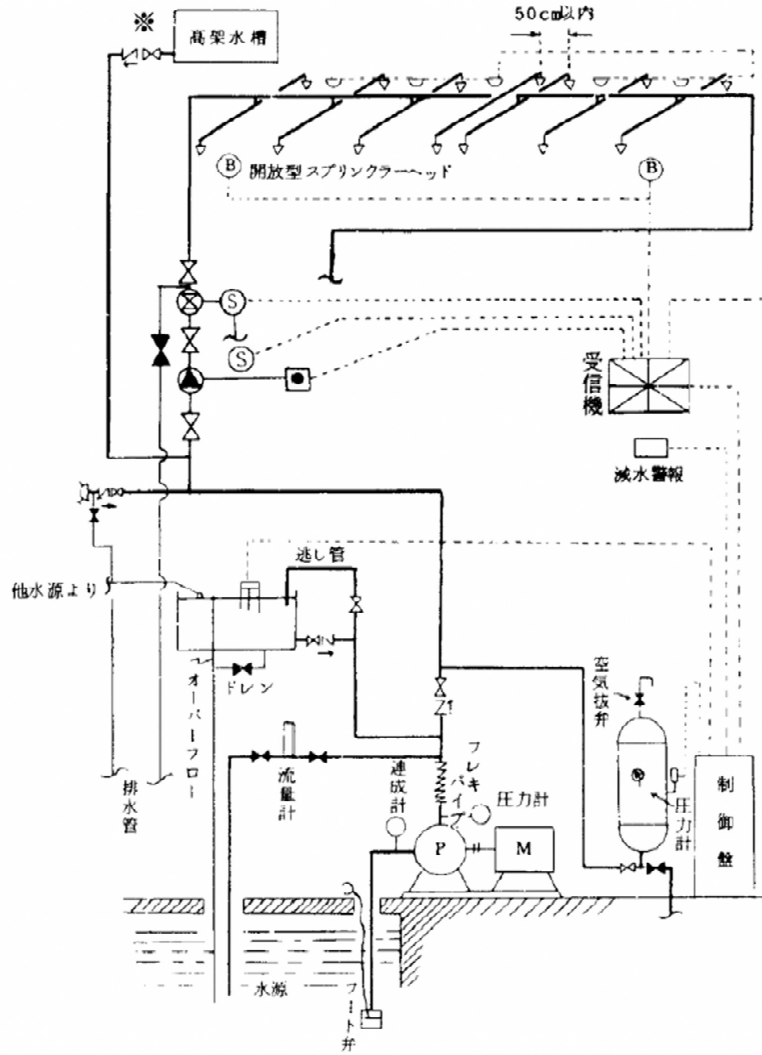 ※
高架水槽
50cm以内
B
開放型スプリンクラーヘッド
B
S
S
受信機
減水警報
逃し管
他水源より
ドレン
オーバーフロー
空気抜弁
排水管
流量計
連成計
フレキパイプ
圧力計
P
M
圧力計
制御盤
水源
フート弁